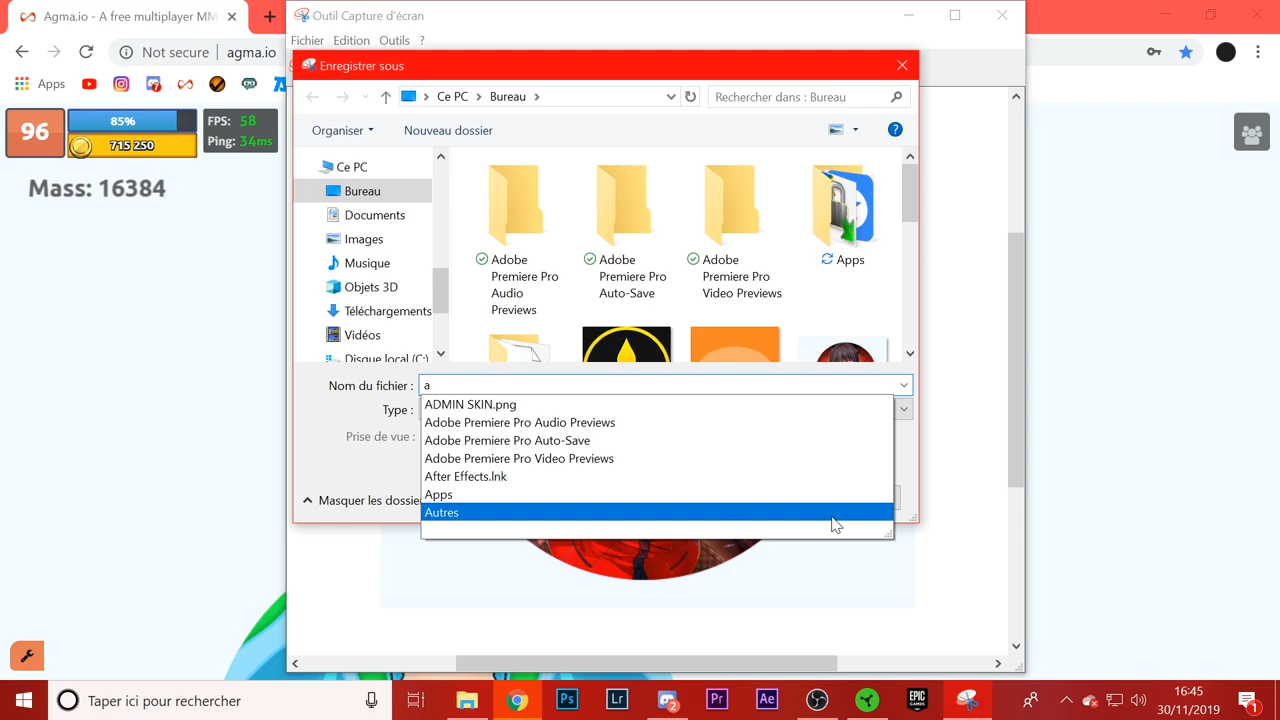 Agma.io - A free multiplayer MM
Not secure
agma.io
Apps
96
85%
715 250
FPS: 58
Ping: 34ms
Mass: 16384
Outil Capture d'écran
Fichier Edition Outils ?
Enregistrer sous
Ce PC > Bureau >
Rechercher dans : Bureau
Organiser
Nouveau dossier
Ce PC
Bureau
Documents
Images
Musique
Objets 3D
Téléchargements
Vidéos
Disque local (C:)
Adobe
Premiere Pro
Audio
Previews
Adobe
Premiere Pro
Auto-Save
Adobe
Premiere Pro
Video Previews
Apps
Nom du fichier : a
Type :
Prise de vue :
ADMIN SKIN.png
Adobe Premiere Pro Audio Previews
Adobe Premiere Pro Auto-Save
Adobe Premiere Pro Video Previews
After Effects.lnk
Apps
Autres
Masquer les dossie
Taper ici pour rechercher
Ps
Lr
2
Pr
Ae
EPIC
GAMES
16:45
30/11/2019
1